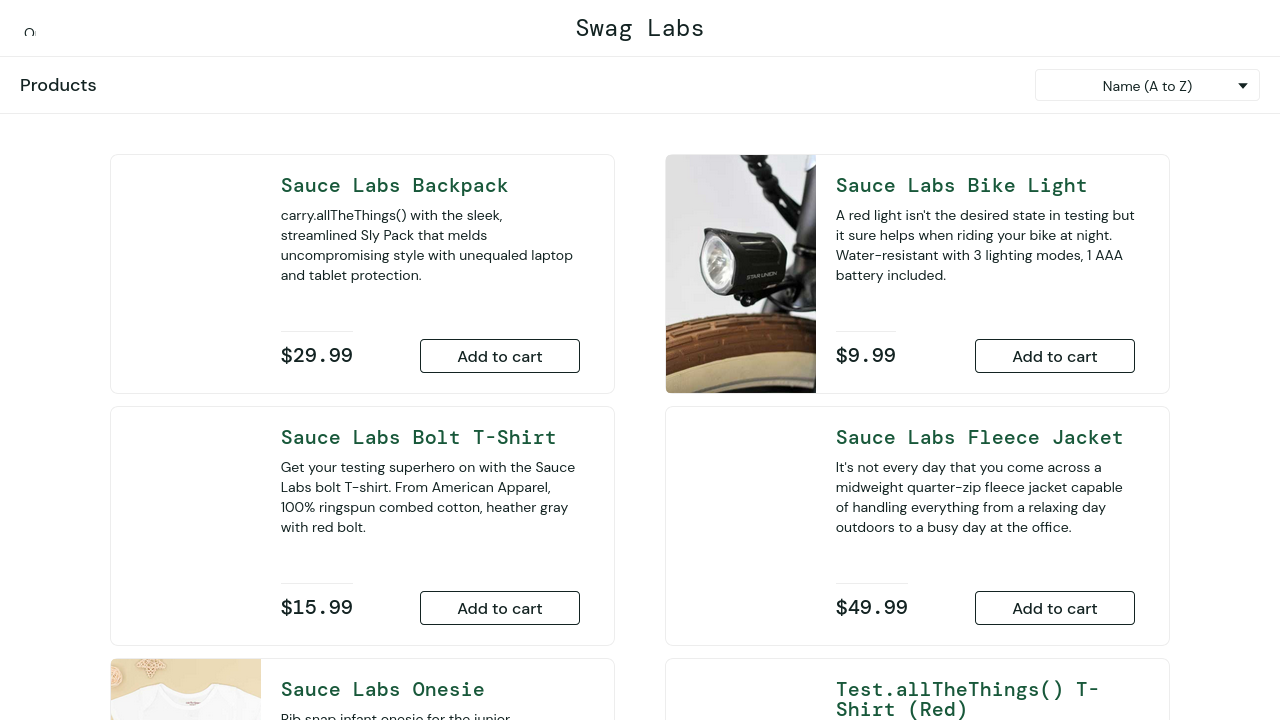 Swag Labs
Products
Name (A to Z)
Sauce Labs Backpack
carry.allTheThings() with the sleek,
streamlined Sly Pack that melds
uncompromising style with unequaled laptop
and tablet protection.
$29.99
Add to cart
Sauce Labs Bike Light
A red light isn't the desired state in testing but
it sure helps when riding your bike at night.
Water-resistant with 3 lighting modes, 1 AAA
battery included.
$9.99
Add to cart
STAR UNION
Sauce Labs Bolt T-Shirt
Get your testing superhero on with the Sauce
Labs bolt T-shirt. From American Apparel,
100% ringspun combed cotton, heather gray
with red bolt.
$15.99
Add to cart
Sauce Labs Fleece Jacket
It's not every day that you come across a
midweight quarter-zip fleece jacket capable
of handling everything from a relaxing day
outdoors to a busy day at the office.
$49.99
Add to cart
Sauce Labs Onesie
Rib snap infant onesie for the junior
Test.allTheThings() T-
Shirt (Red)